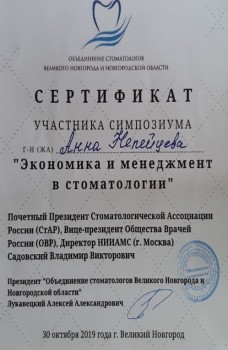 ОБЪЕДИНЕНИЕ СТОМАТОЛОГОВ
ВЕЛИКОГО НОВГОРОДА И НОВГОРОДСКОЙ ОБЛАСТИ
СЕРТИФИКАТ
УЧАСТНИКА СИМПОЗИУМА
Г-Н (ЖА) Анна Непейцева
"Экономика и менеджмент
в стоматологии"
Почетный Президент Стоматологической Ассоциации
России (СтАР), Вице-президент Общества Врачей
России (ОВР), Директор НИИАМС (г. Москва)
Садовский Владимир Викторович
Президент "Объединение стоматологов Великого Новгорода и
Новгородской области"
Лукавецкий Алексей Александрович
30 октября 2019 года г. Великий Новгород